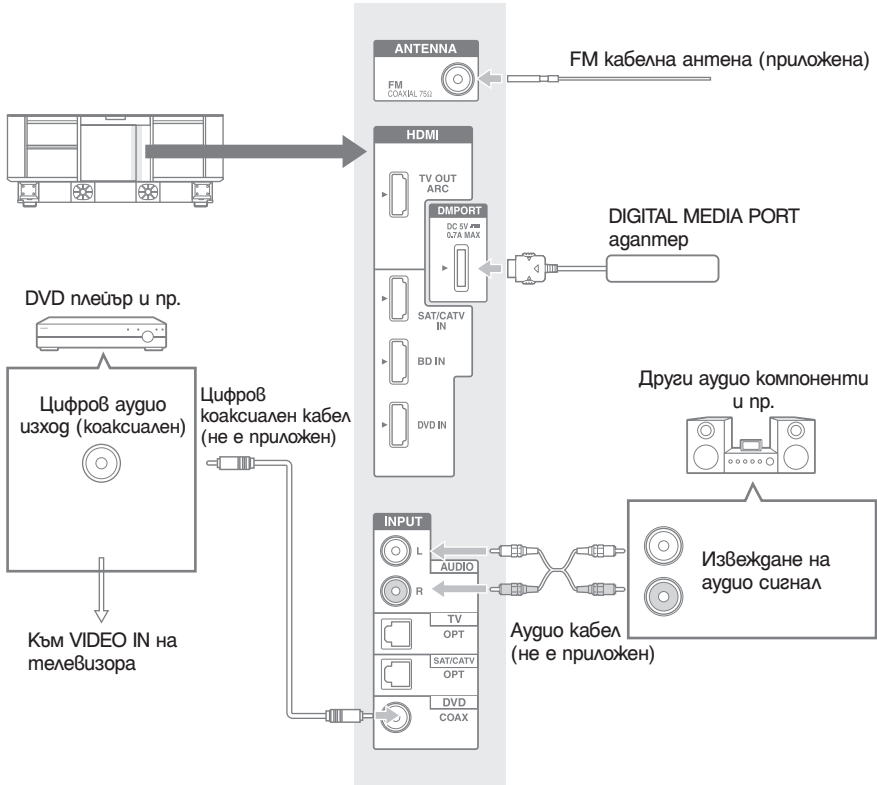 ANTENNA
FM
COAXIAL 75Ω
FM кабелна антена (приложена)
HDMI
TV OUT
ARC
DMPORT
DC 5V
0.7A MAX
DIGITAL MEDIA PORT
адаптер
SAT/CATV
IN
BD IN
DVD IN
DVD плейър и пр.
Цифров аудио
изход (коаксиален)
Цифров
коаксиален кабел
(не е приложен)
Към VIDEO IN на
телевизора
Други аудио компоненти
и пр.
Извеждане на
аудио сигнал
INPUT
L
AUDIO
R
TV
OPT
SAT/CATV
OPT
DVD
COAX
Аудио кабел
(не е приложен)